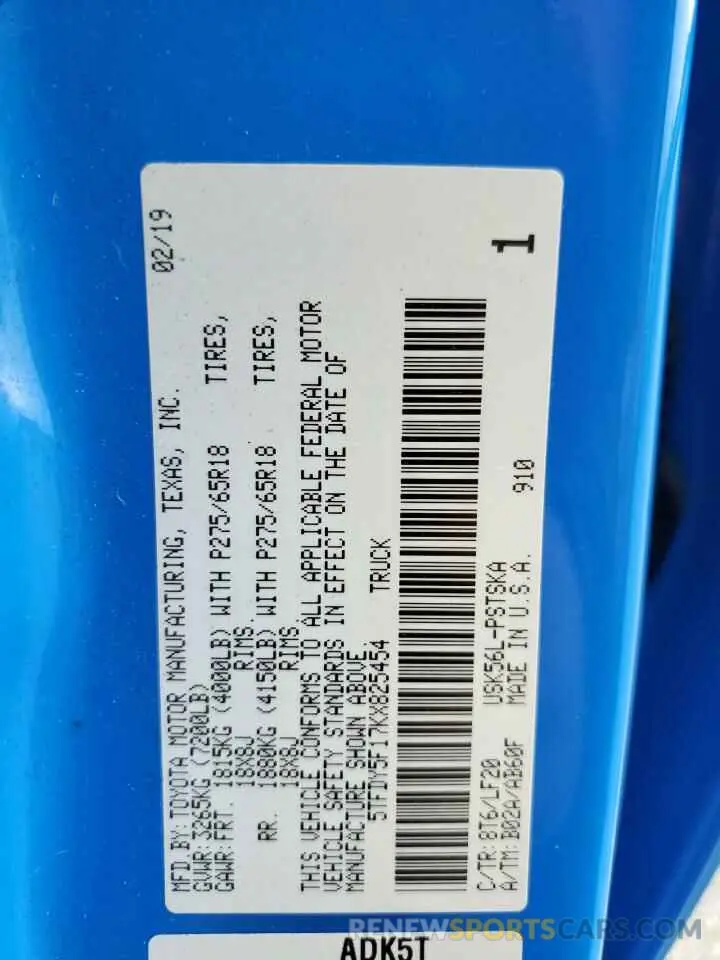 MFD BY: TOYOTA MOTOR MANUFACTURING, TEXAS, INC. 02/19
GVWR: 3265KG (7200LB)
GAWR: FRT. 1815KG (4000LB) WITH P275/65R18 TIRES,
18X8J RIMS.
RR. 1880KG (4150LB) WITH P275/65R18 TIRES,
18X8J RIMS.
THIS VEHICLE CONFORMS TO ALL APPLICABLE FEDERAL MOTOR
VEHICLE SAFETY STANDARDS IN EFFECT ON THE DATE OF
MANUFACTURE SHOWN ABOVE.
5TFDY5F17KX825454 TRUCK
C/TR: 8T6/LF20 USK56L-PSTSKA
A/TM: B02A/AB60F MADE IN U.S.A. 910
1
ADK5T
RENEWSPORTSCARS.COM